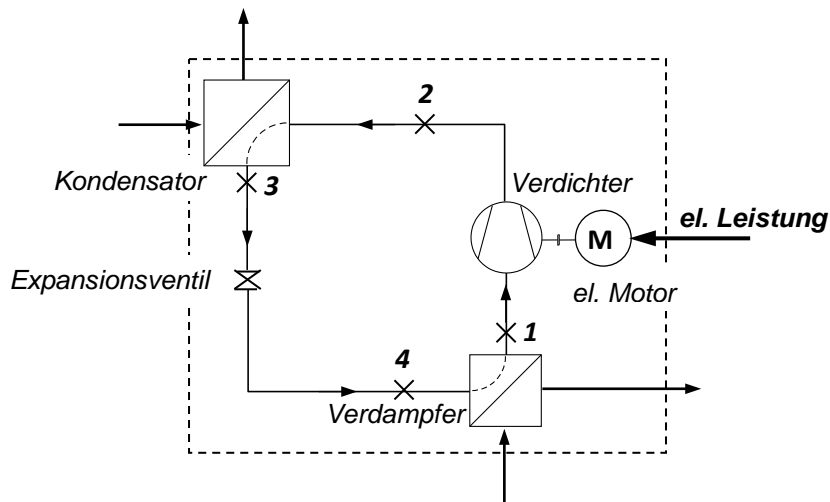 2
Kondensator
3
Verdichter
el. Leistung
M
Expansionsventil
el. Motor
1
4
Verdampfer